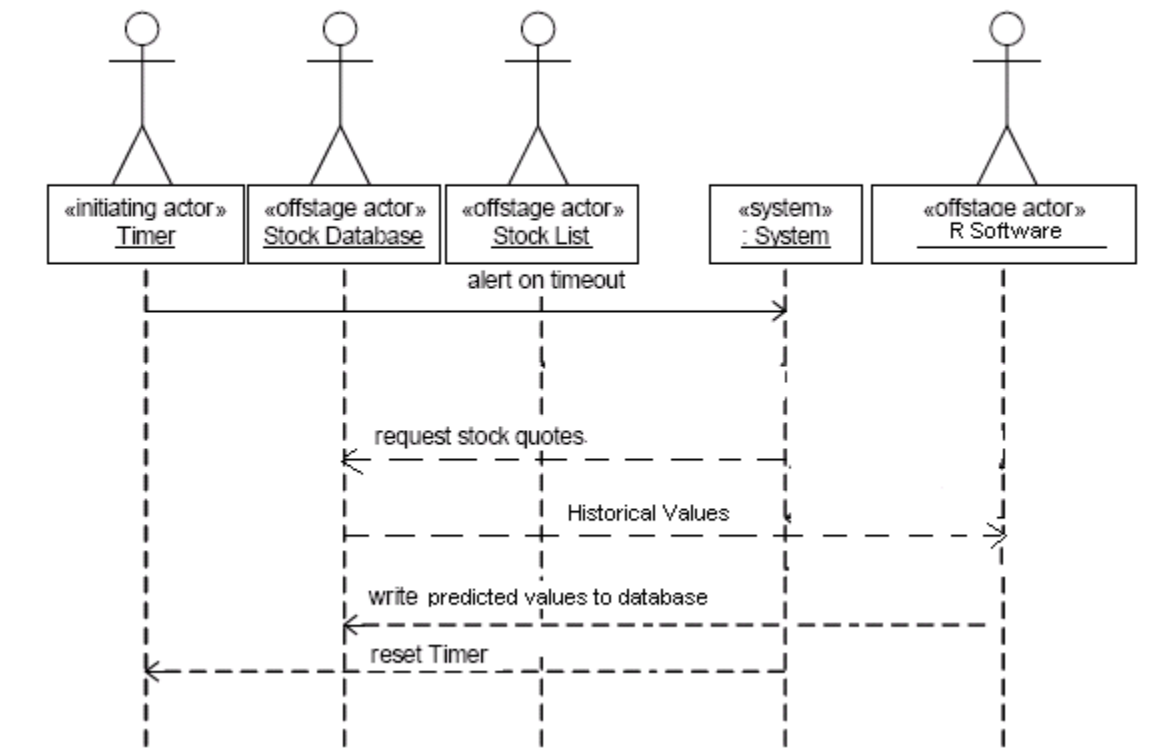 «initiating actor»
Timer
«offstage actor»
Stock Database
«offstage actor»
Stock List
«system»
: System
«offstage actor»
R Software
alert on timeout
request stock quotes
Historical Values
write predicted values to database
reset Timer